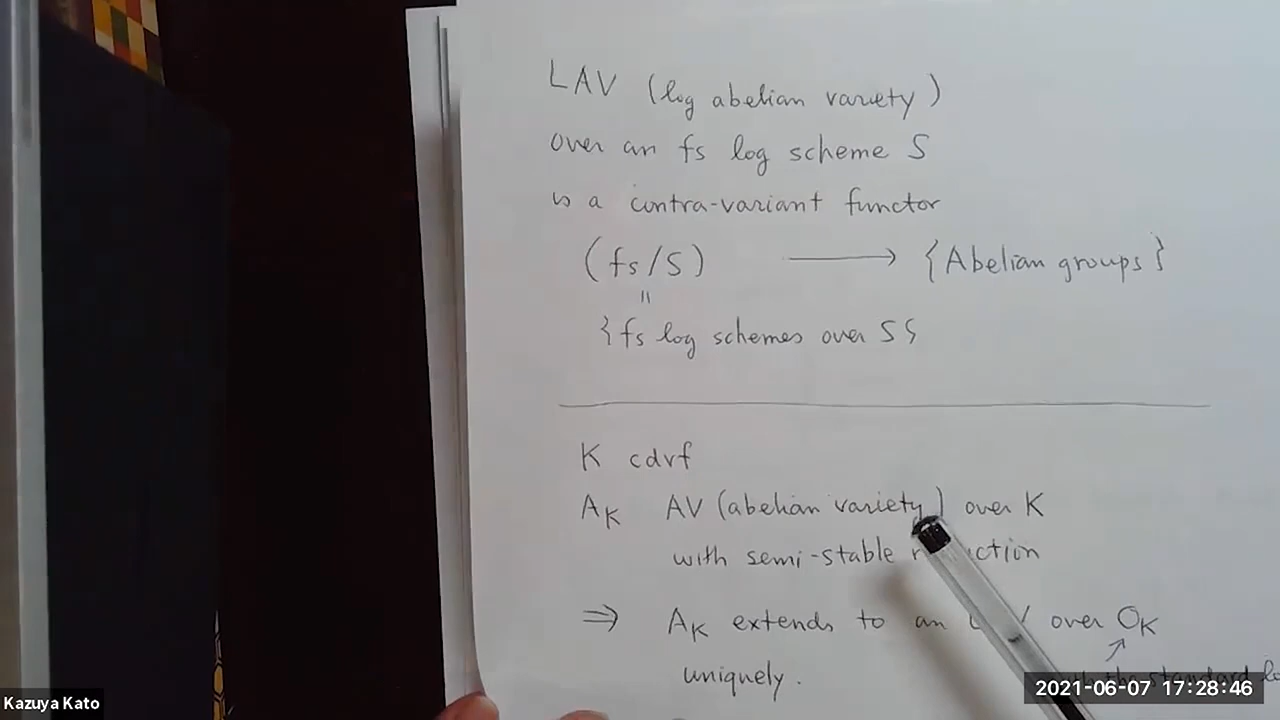 LAV (log abelian variety)
over an fs log scheme S
is a contra-variant functor
(fs/S) ⟶ {Abelian groups}
=
{fs log schemes over S}
K cdvf
A_K AV (abelian variety) over K
with semi-stable
⇒ A_K extends to an over O_K
↗
uniquely.
2021-06-07 17:28:46
Kazuya Kato